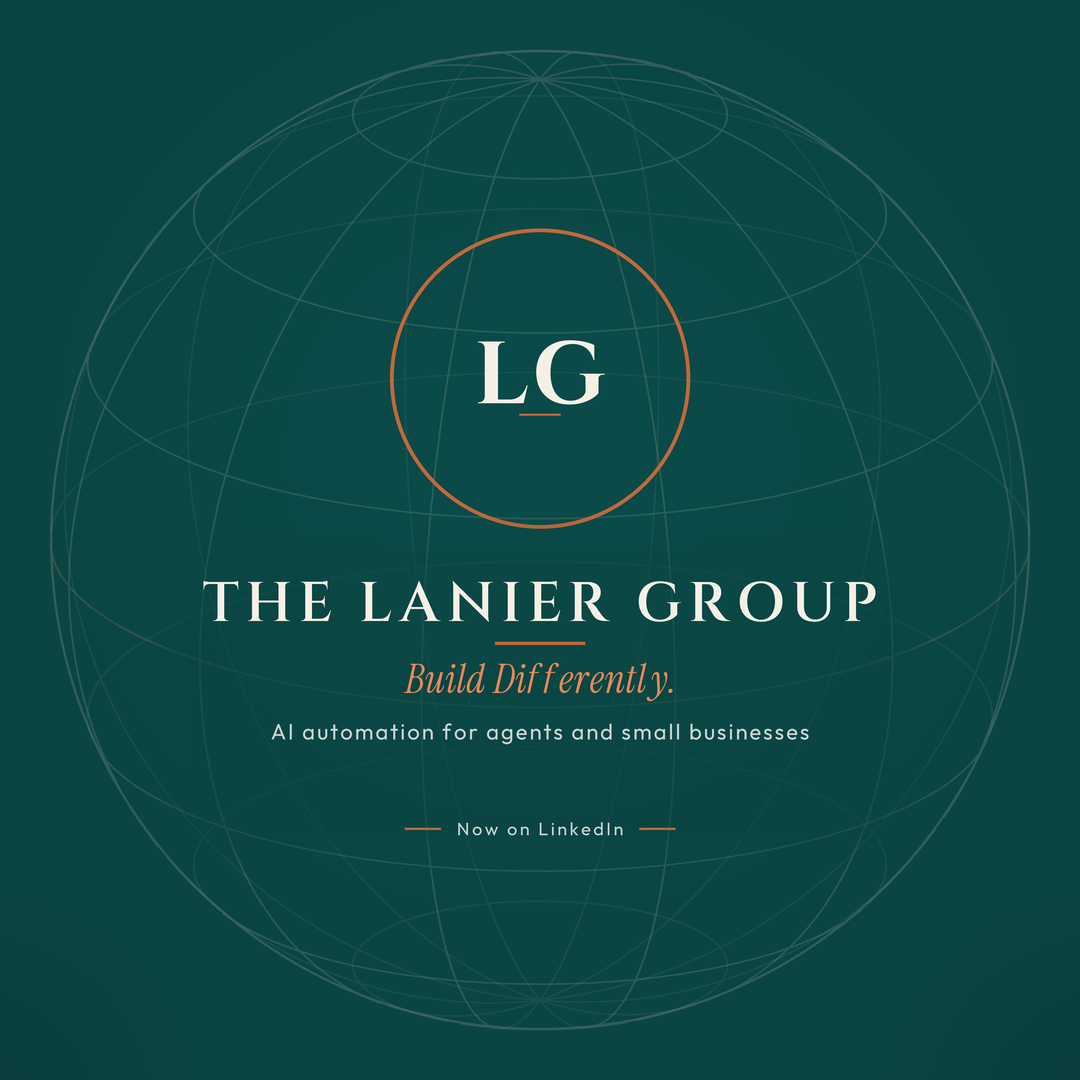 LG
THE LANIER GROUP
Build Differently.
AI automation for agents and small businesses
Now on LinkedIn